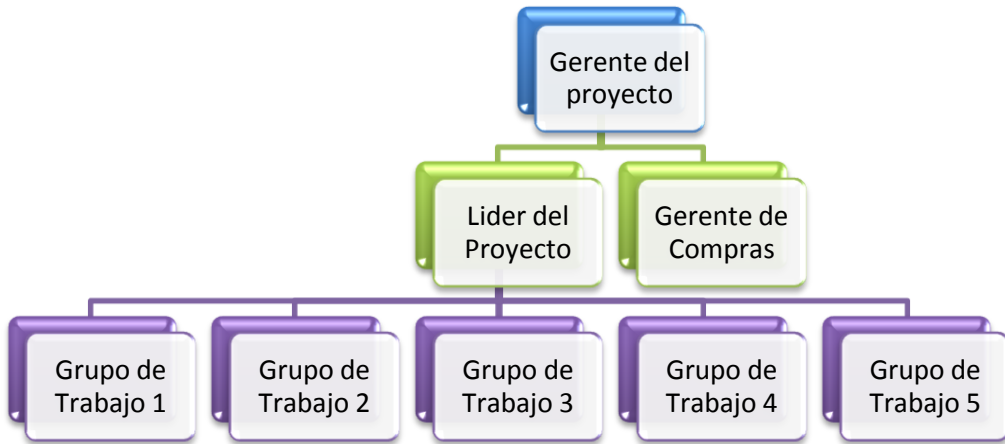 Gerente del
proyecto
Lider del
Proyecto
Gerente de
Compras
Grupo de
Trabajo 1
Grupo de
Trabajo 2
Grupo de
Trabajo 3
Grupo de
Trabajo 4
Grupo de
Trabajo 5